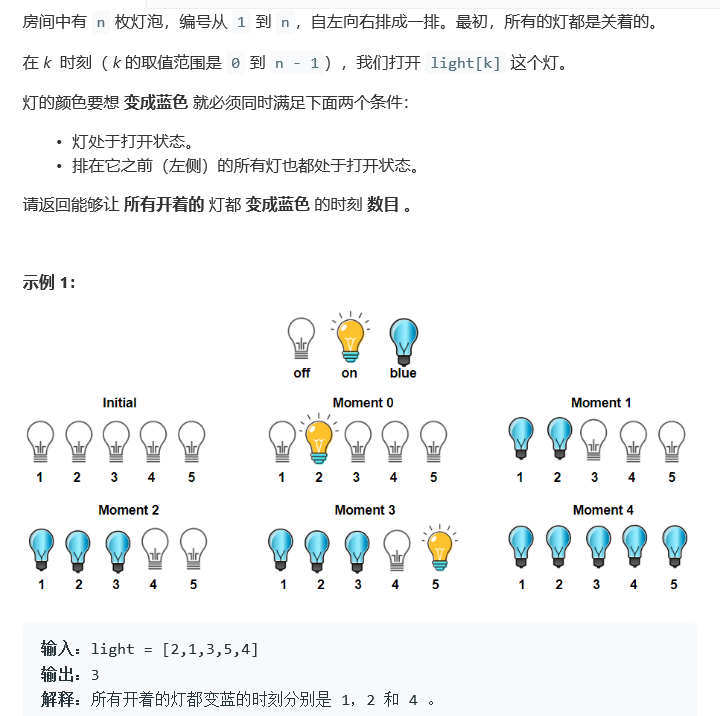 房间中有 n 枚灯泡，编号从 1 到 n，自左向右排成一排。最初，所有的灯都是关着的。
在 k 时刻（ k 的取值范围是 0 到 n - 1），我们打开 light[k] 这个灯。
灯的颜色要想 变成蓝色 就必须同时满足下面两个条件：
• 灯处于打开状态。
• 排在它之前（左侧）的所有灯也都处于打开状态。
请返回能够让 所有开着的 灯都 变成蓝色 的时刻 数目 。
示例 1：
off on blue
Initial Moment 0 Moment 1
1 2 3 4 5 1 2 3 4 5 1 2 3 4 5
Moment 2 Moment 3 Moment 4
1 2 3 4 5 1 2 3 4 5 1 2 3 4 5
输入：light = [2,1,3,5,4]
输出：3
解释：所有开着的灯都变蓝的时刻分别是 1，2 和 4 。